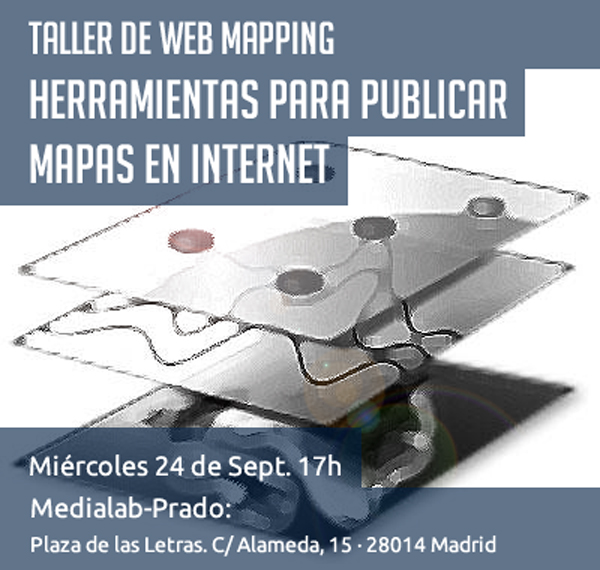 TALLER DE WEB MAPPING
HERRAMIENTAS PARA PUBLICAR
MAPAS EN INTERNET
Miércoles 24 de Sept. 17h
Medialab-Prado:
Plaza de las Letras. C/ Alameda, 15 · 28014 Madrid